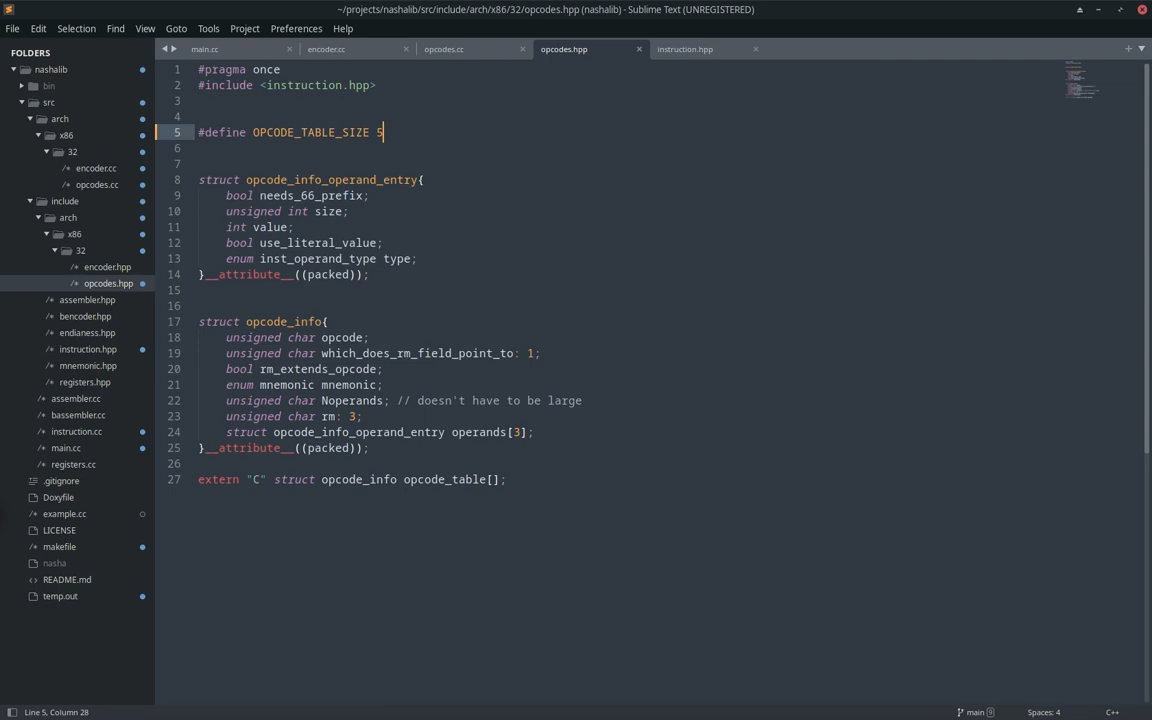 ~/projects/nashalib/src/include/arch/x86/32/opcodes.hpp (nashalib) - Sublime Text (UNREGISTERED)
File Edit Selection Find View Goto Tools Project Preferences Help
FOLDERS
nashalib
bin
src
arch
x86
32
/* encoder.cc
/* opcodes.cc
include
arch
x86
32
/* encoder.hpp
/* opcodes.hpp
/* assembler.hpp
/* bencoder.hpp
/* endianess.hpp
/* instruction.hpp
/* mnemonic.hpp
/* registers.hpp
/* assembler.cc
/* bassembler.cc
/* instruction.cc
/* main.cc
/* registers.cc
.gitignore
Doxyfile
/* example.cc
LICENSE
/* makefile
nasha
<> README.md
temp.out
main.cc encoder.cc opcodes.cc opcodes.hpp instruction.hpp
1 #pragma once
2 #include <instruction.hpp>
3
4
5 #define OPCODE_TABLE_SIZE 5
6
7
8 struct opcode_info_operand_entry{
9 bool needs_66_prefix;
10 unsigned int size;
11 int value;
12 bool use_literal_value;
13 enum inst_operand_type type;
14 }__attribute__((packed));
15
16
17 struct opcode_info{
18 unsigned char opcode;
19 unsigned char which_does_rm_field_point_to: 1;
20 bool rm_extends_opcode;
21 enum mnemonic mnemonic;
22 unsigned char Noperands; // doesn't have to be large
23 unsigned char rm: 3;
24 struct opcode_info_operand_entry operands[3];
25 }__attribute__((packed));
26
27 extern "C" struct opcode_info opcode_table[];
Line 5, Column 28
main 9
Spaces: 4
C++